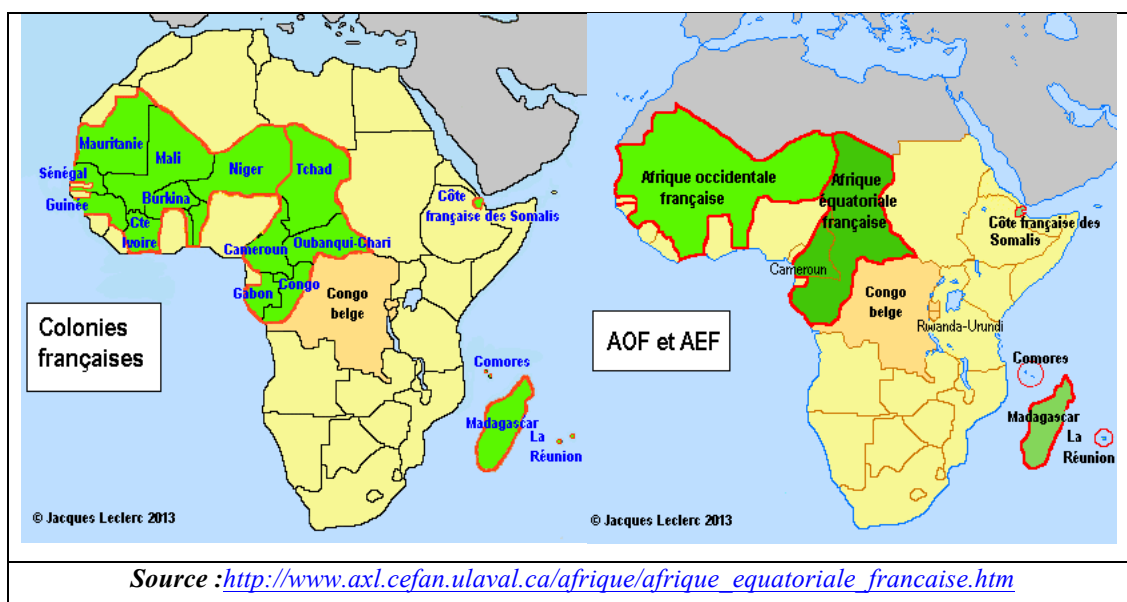 Mauritanie
Mali
Niger
Tchad
Sénégal
Burkina
Guinée
Cte
Ivoire
Côte
française des Somalis
Cameroun
Oubanqui-Chari
Gabon
Congo
Congo
belge
Colonies
françaises
Comores
Madagascar
La
Réunion
© Jacques Leclerc 2013
Afrique occidentale
française
Afrique
équatoriale
française
Côte française des
Somalis
Cameroun
Congo
belge
Rwanda-Urundi
AOF et AEF
Comores
Madagascar
La
Réunion
© Jacques Leclerc 2013
Source :http://www.axl.cefan.ulaval.ca/afrique/afrique_equatoriale_francaise.htm